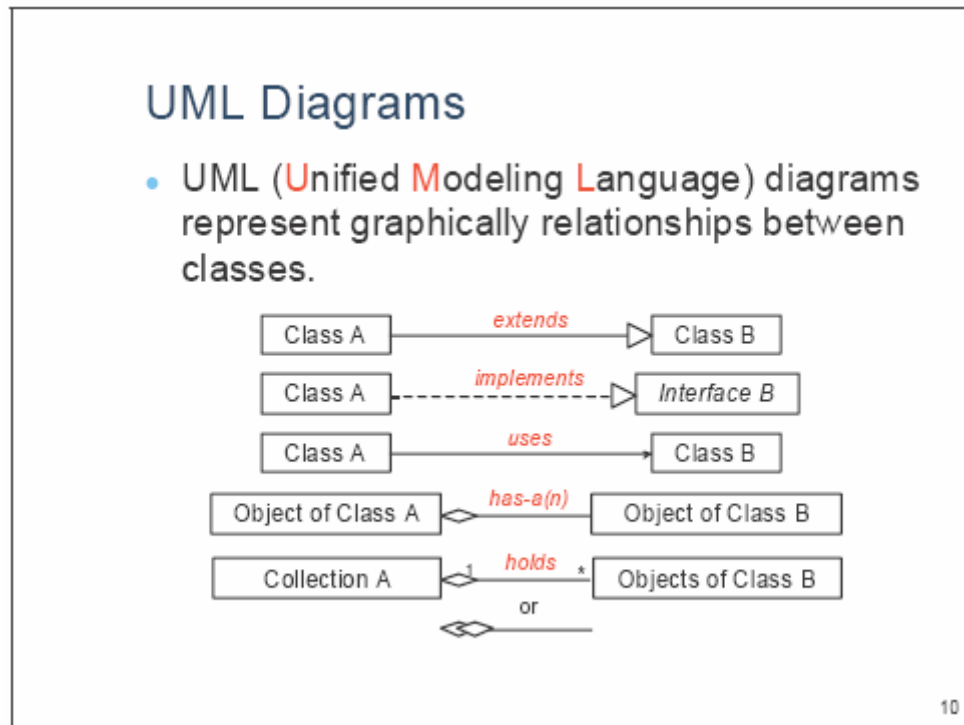 UML Diagrams
• UML (Unified Modeling Language) diagrams
represent graphically relationships between
classes.
Class A extends Class B
Class A implements Interface B
Class A uses Class B
Object of Class A has-a(n) Object of Class B
Collection A 1 holds * Objects of Class B
or
10